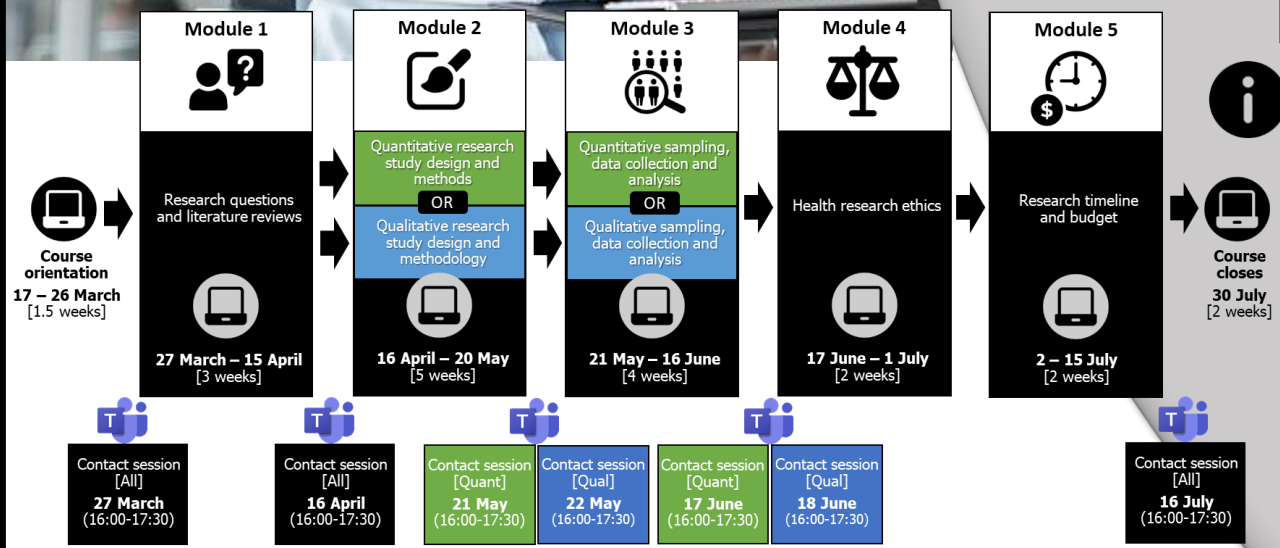 Module 1
?
Research questions
and literature reviews
27 March – 15 April
[3 weeks]
Module 2
Quantitative research
study design and
methods
OR
Qualitative research
study design and
methodology
16 April – 20 May
[5 weeks]
Module 3
Quantitative sampling,
data collection and
analysis
OR
Qualitative sampling,
data collection and
analysis
21 May – 16 June
[4 weeks]
Module 4
Health research ethics
17 June – 1 July
[2 weeks]
Module 5
$
Research timeline
and budget
2 – 15 July
[2 weeks]
i
Course
orientation
17 – 26 March
[1.5 weeks]
Course
closes
30 July
[2 weeks]
T
Contact session
[All]
27 March
(16:00-17:30)
T
Contact session
[All]
16 April
(16:00-17:30)
T
Contact session
[Quant]
21 May
(16:00-17:30)
Contact session
[Qual]
22 May
(16:00-17:30)
T
Contact session
[Quant]
17 June
(16:00-17:30)
Contact session
[Qual]
18 June
(16:00-17:30)
T
Contact session
[All]
16 July
(16:00-17:30)